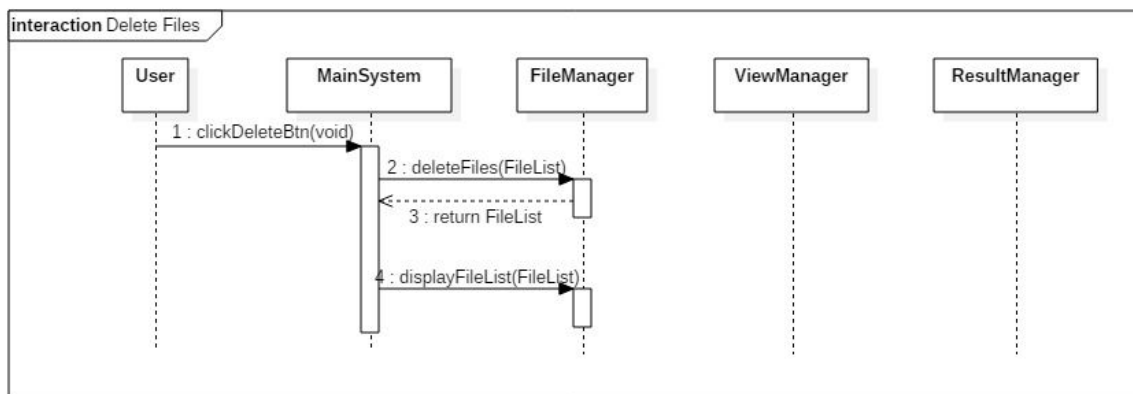 interaction Delete Files
User
MainSystem
FileManager
ViewManager
ResultManager
1 : clickDeleteBtn(void)
2 : deleteFiles(FileList)
3 : return FileList
4 : displayFileList(FileList)